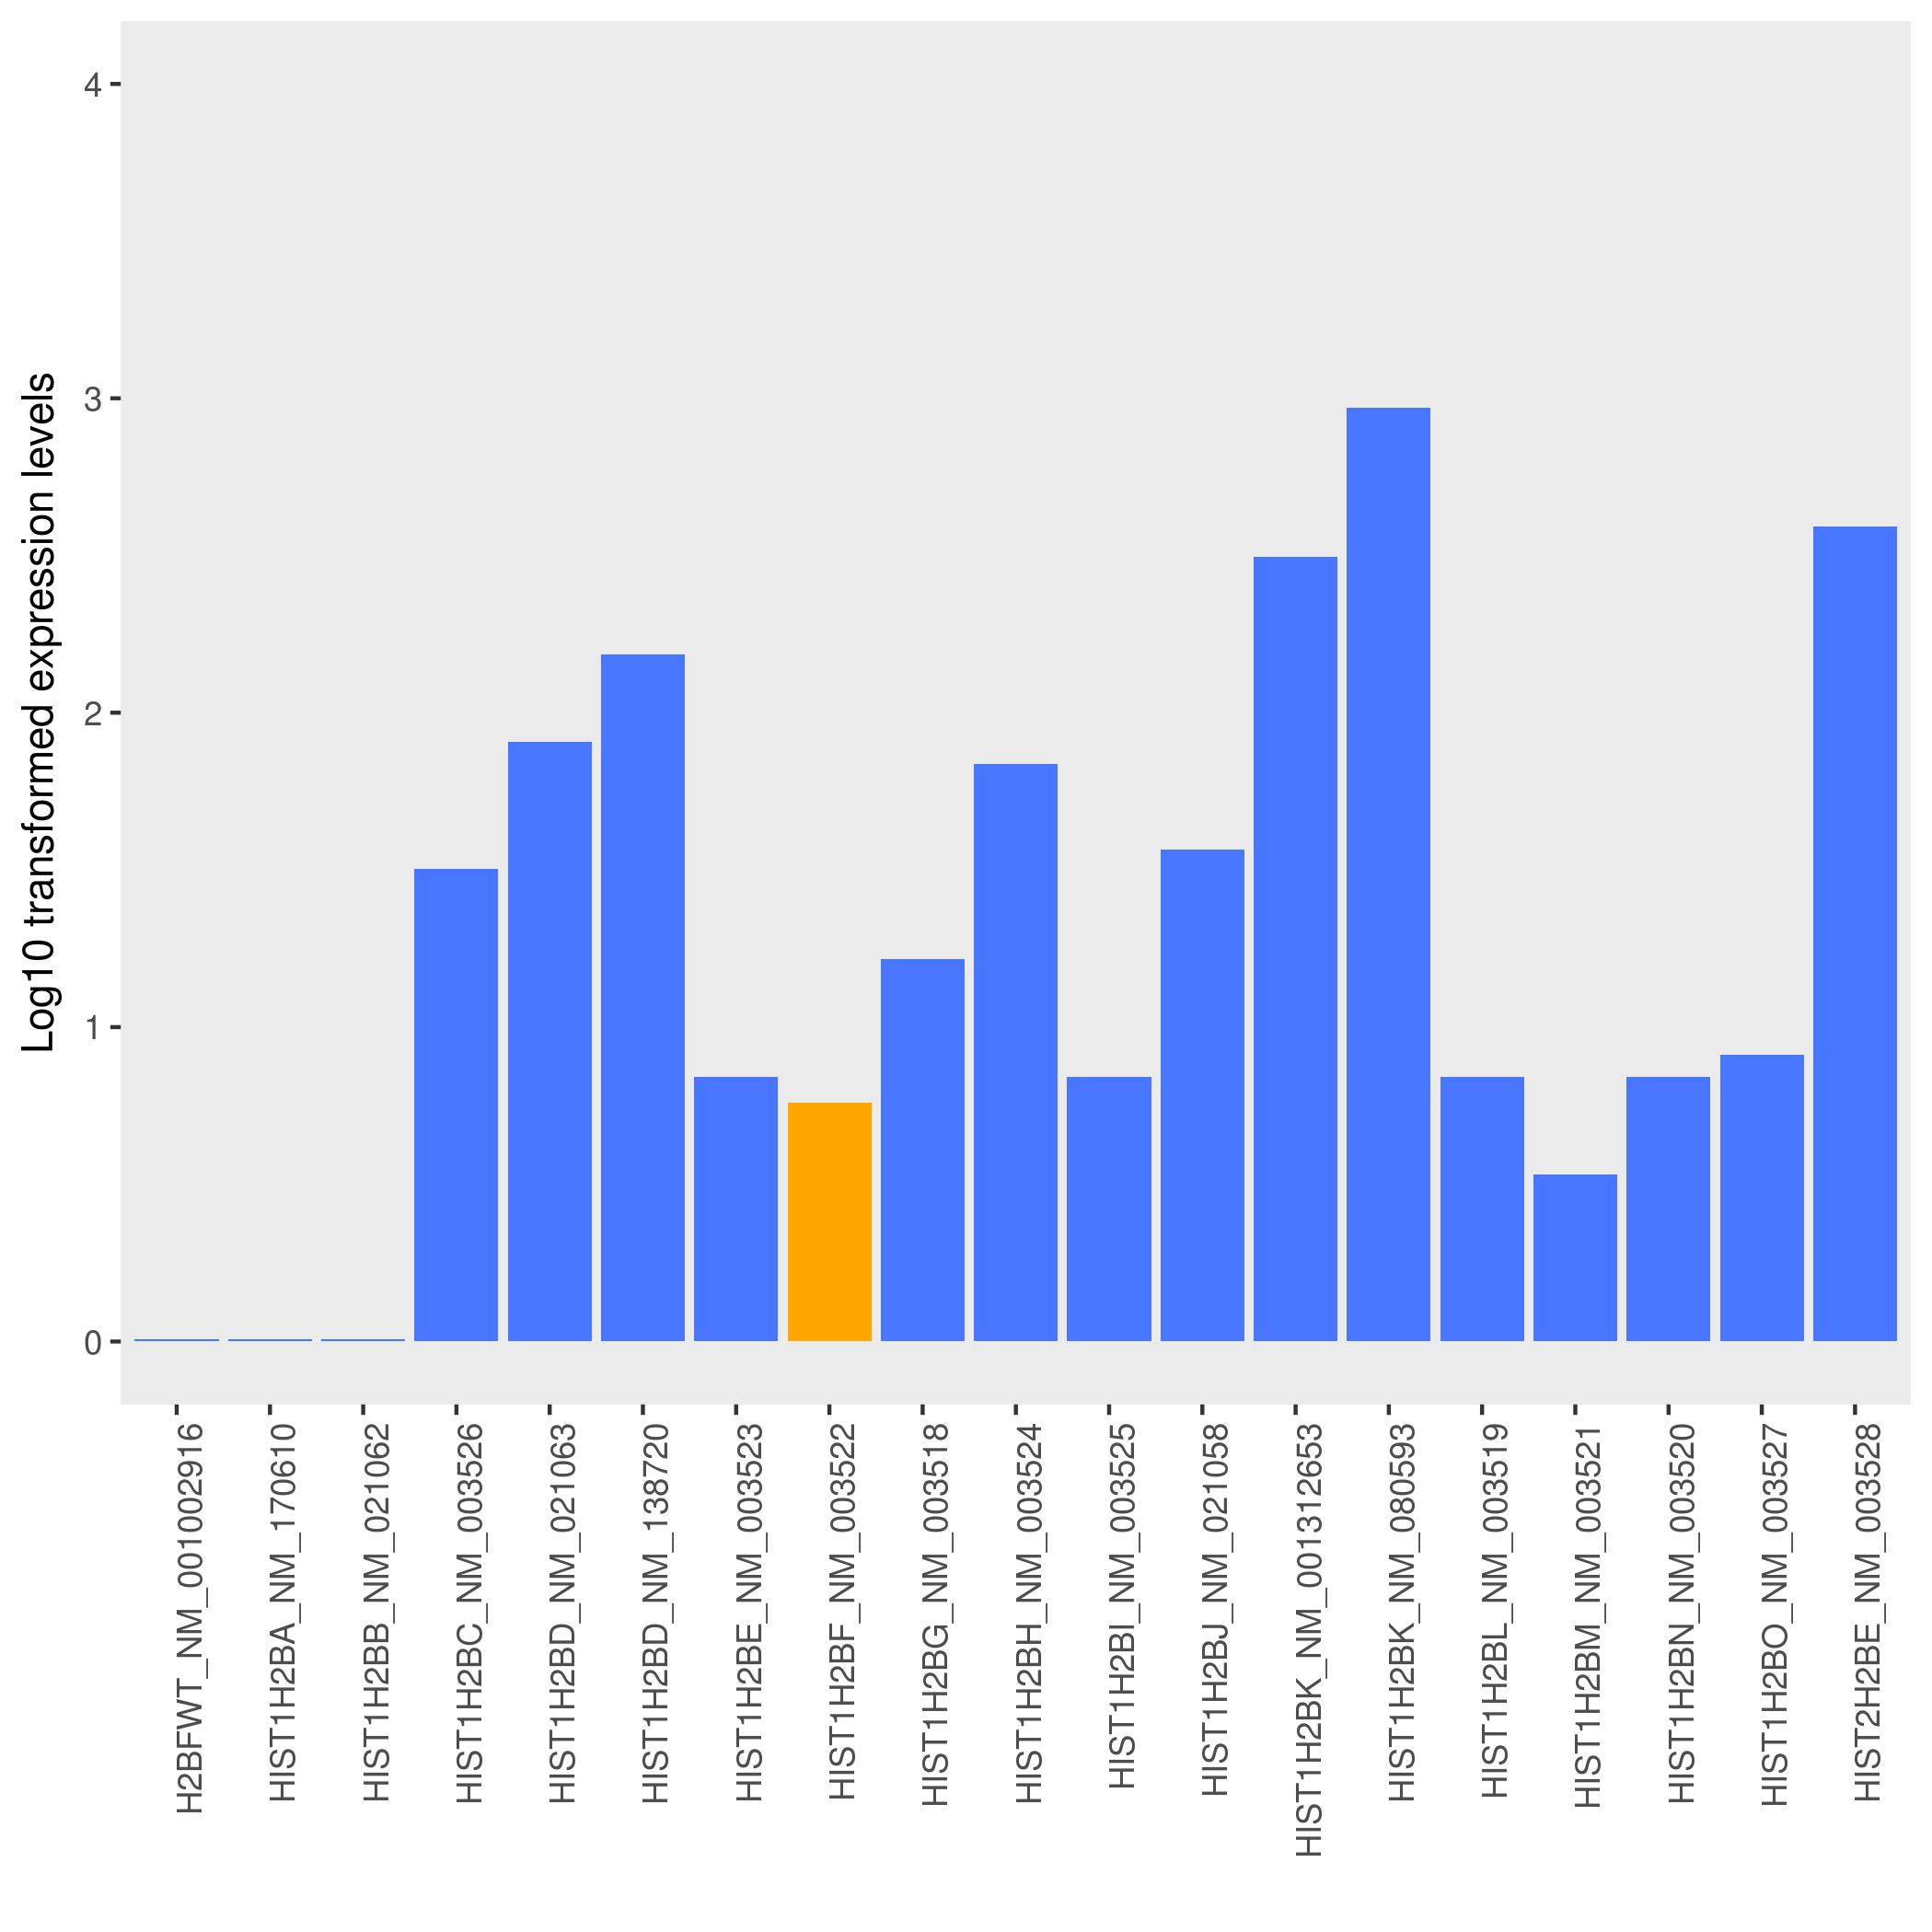 Log10 transformed expression levels
4
3
2
1
0
H2BFWT_NM_001002916
HIST1H2BA_NM_170610
HIST1H2BB_NM_021062
HIST1H2BC_NM_003526
HIST1H2BD_NM_021063
HIST1H2BD_NM_138720
HIST1H2BE_NM_003523
HIST1H2BF_NM_003522
HIST1H2BG_NM_003518
HIST1H2BH_NM_003524
HIST1H2BI_NM_003525
HIST1H2BJ_NM_021058
HIST1H2BK_NM_001312653
HIST1H2BK_NM_080593
HIST1H2BL_NM_003519
HIST1H2BM_NM_003521
HIST1H2BN_NM_003520
HIST1H2BO_NM_003527
HIST2H2BE_NM_003528